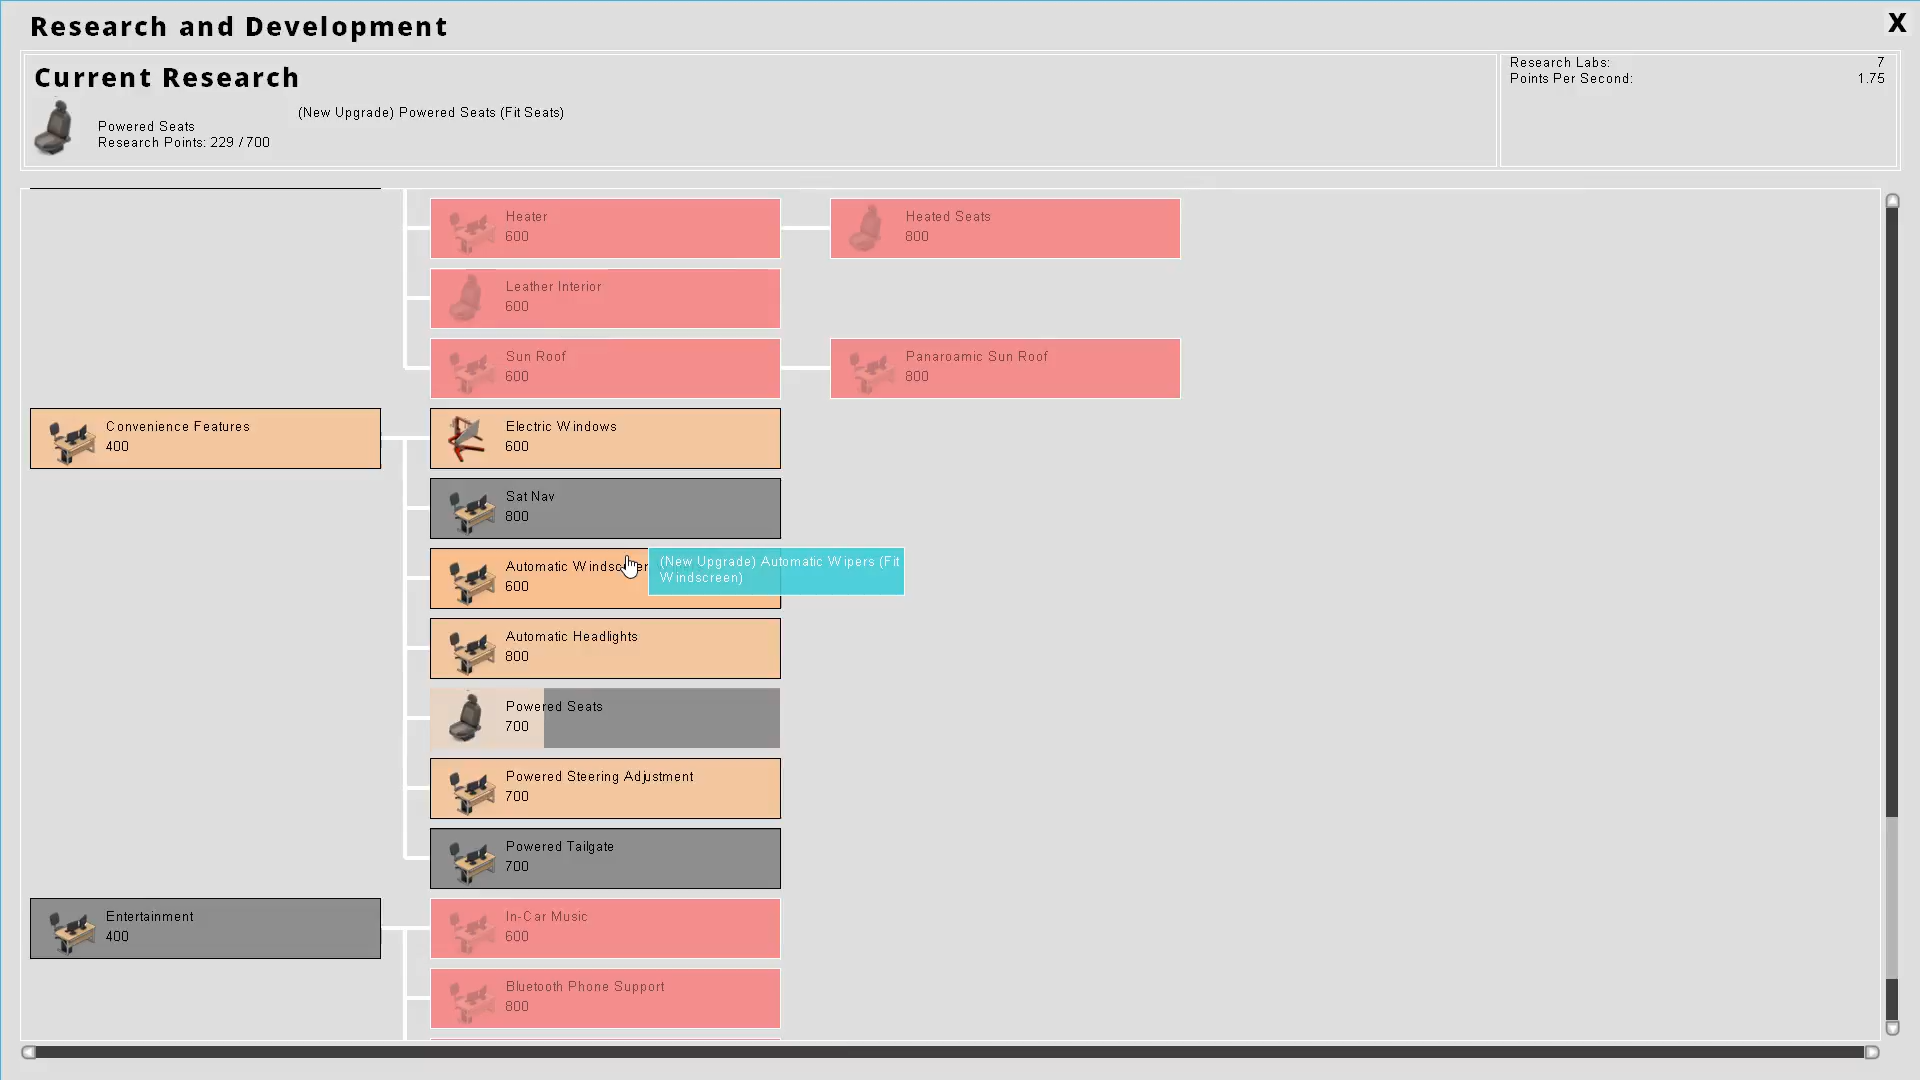 Research and Development
X
Current Research
(New Upgrade) Powered Seats (Fit Seats)
Powered Seats
Research Points: 229 / 700
Research Labs: 7
Points Per Second: 1.75
Heater
600
Heated Seats
800
Leather Interior
600
Sun Roof
600
Panaroamic Sun Roof
800
Convenience Features
400
Electric Windows
600
Sat Nav
800
Automatic
600
(New Upgrade) Automatic Wipers (Fit
Windscreen)
Automatic Headlights
800
Powered Seats
700
Powered Steering Adjustment
700
Powered Tailgate
700
Entertainment
400
In-Car Music
600
Bluetooth Phone Support
800